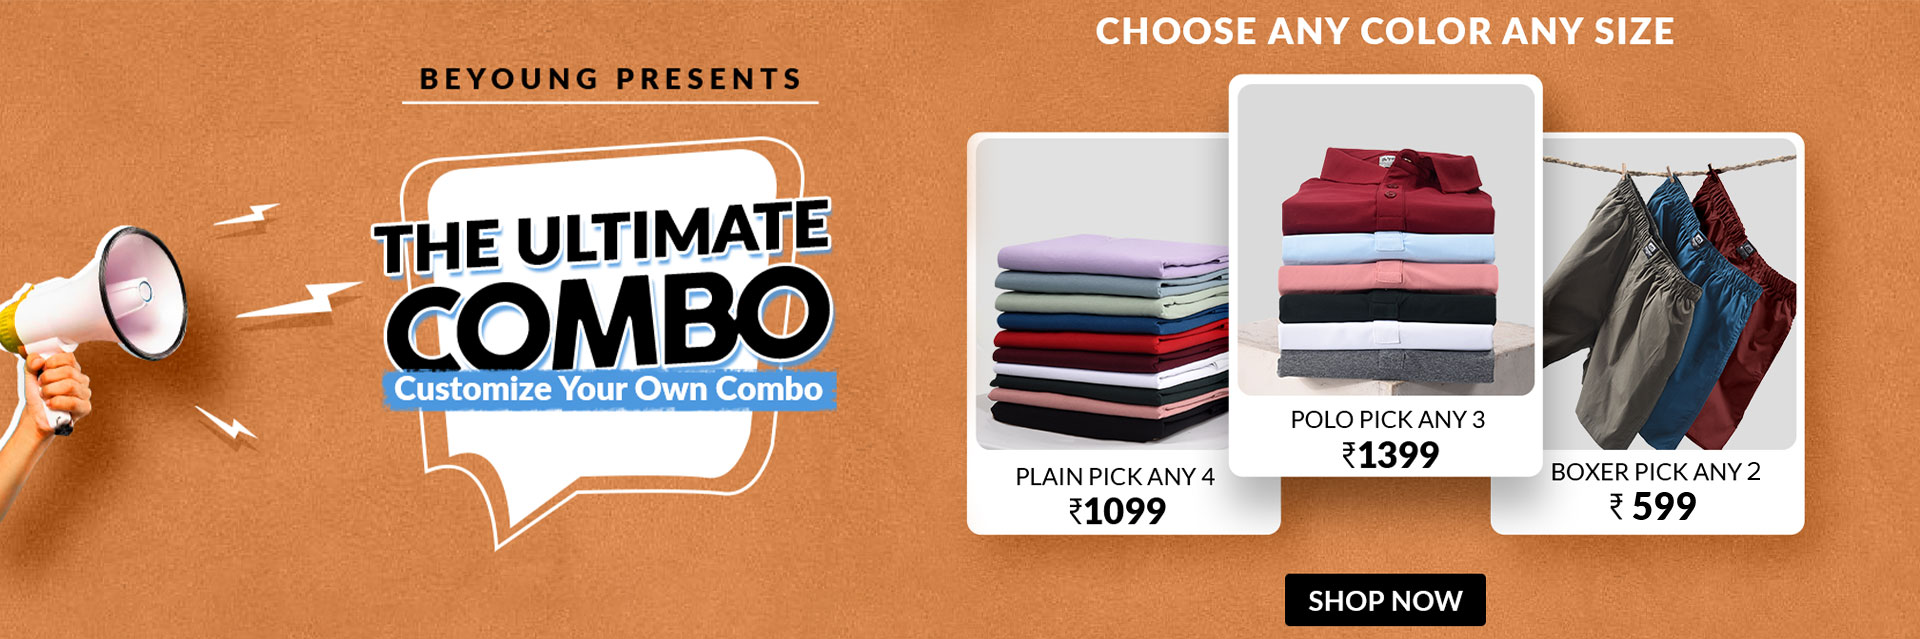 BEYOUNG PRESENTS
THE ULTIMATE
COMBO
Customize Your Own Combo
CHOOSE ANY COLOR ANY SIZE
PLAIN PICK ANY 4
₹1099
POLO PICK ANY 3
₹1399
BOXER PICK ANY 2
₹ 599
SHOP NOW